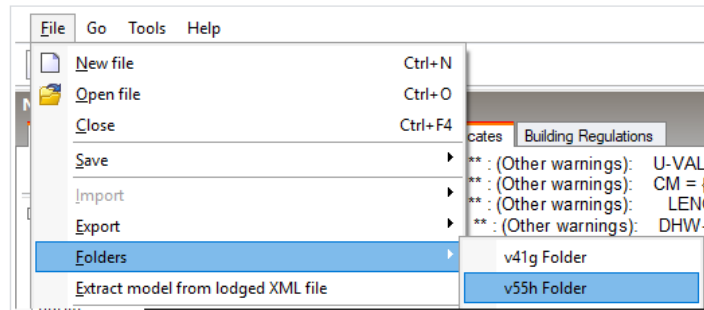 File Go Tools Help
New file Ctrl+N
Open file Ctrl+O
Close Ctrl+F4
cates Building Regulations
Save
** : (Other warnings): U-VAL
** : (Other warnings): CM =
Import
** : (Other warnings): LEN
Export
** : (Other warnings): DHW-
Folders
v41g Folder
Extract model from lodged XML file
v55h Folder